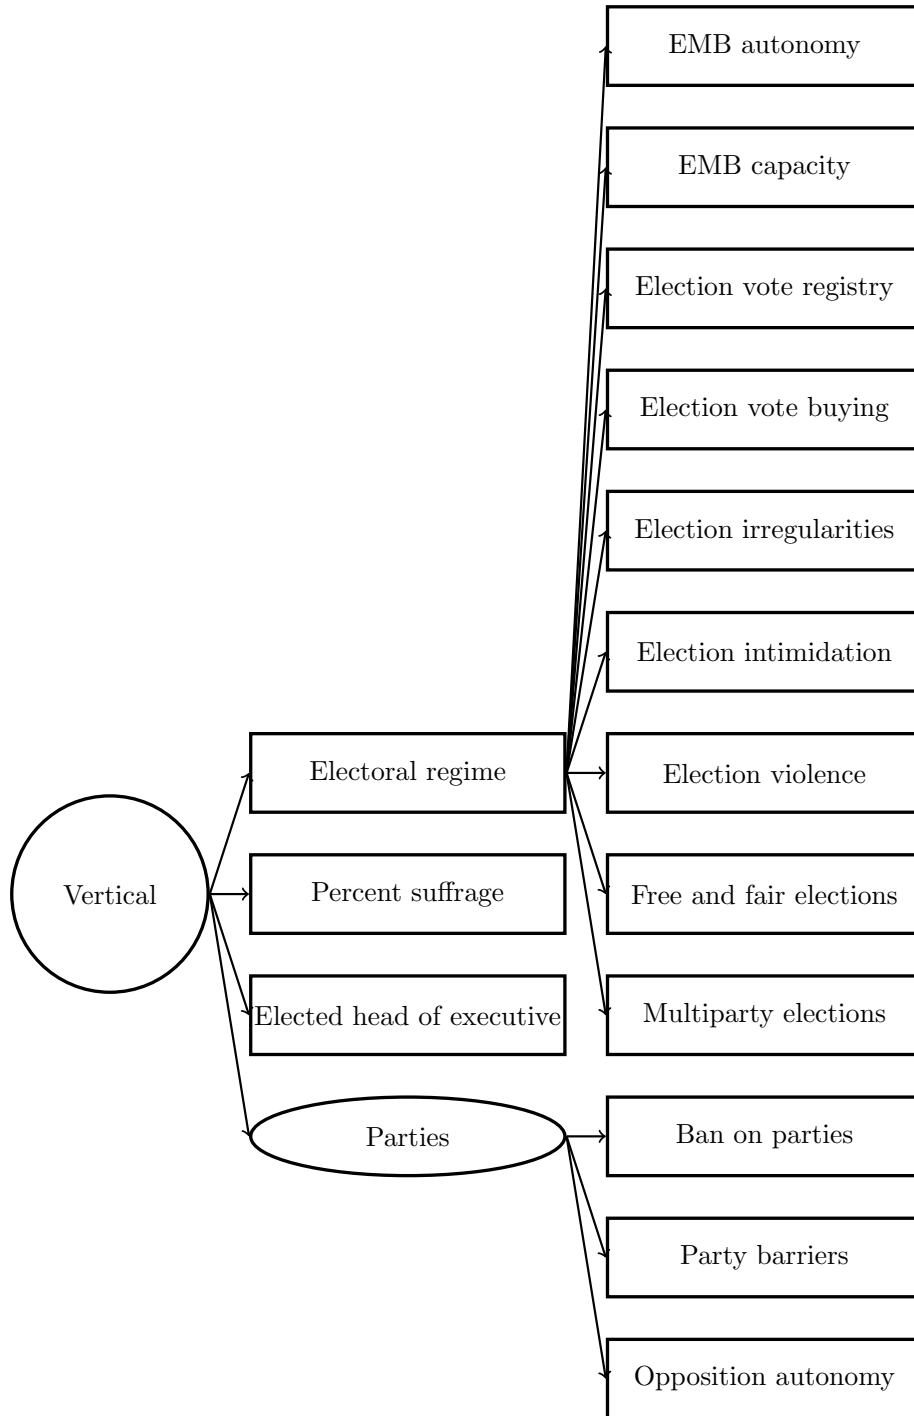 EMB autonomy
EMB capacity
Election vote registry
Election vote buying
Election irregularities
Election intimidation
Electoral regime
Election violence
Vertical
Percent suffrage
Free and fair elections
Elected head of executive
Multiparty elections
Parties
Ban on parties
Party barriers
Opposition autonomy